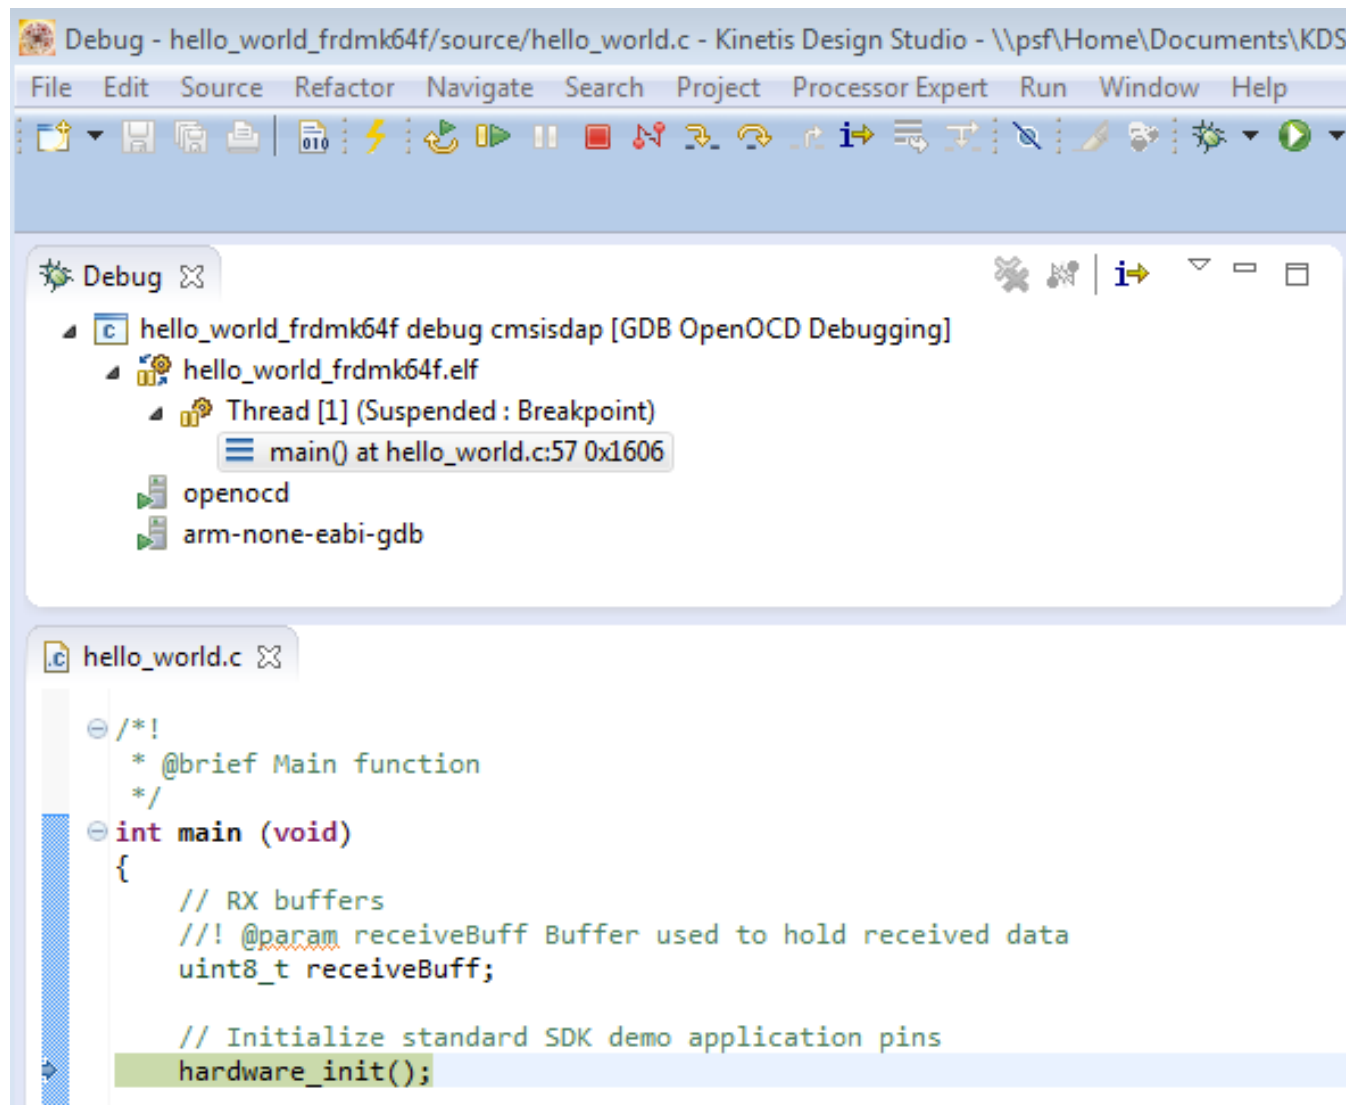 Debug - hello_world_frdmk64f/source/hello_world.c - Kinetis Design Studio - \\psf\Home\Documents\KDS
File Edit Source Refactor Navigate Search Project Processor Expert Run Window Help
010
Debug
hello_world_frdmk64f debug cmsisdap [GDB OpenOCD Debugging]
hello_world_frdmk64f.elf
Thread [1] (Suspended : Breakpoint)
main() at hello_world.c:57 0x1606
openocd
arm-none-eabi-gdb
.c hello_world.c
/*!
* @brief Main function
*/
int main (void)
{
// RX buffers
//! @param receiveBuff Buffer used to hold received data
uint8_t receiveBuff;
// Initialize standard SDK demo application pins
hardware_init();